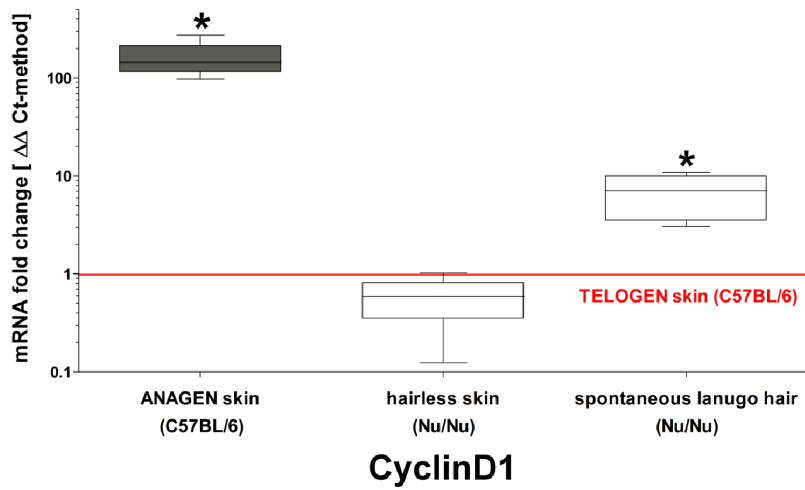 mRNA fold change [ ΔΔ Ct-method]
100
10
1
0.1
*
*
TELOGEN skin (C57BL/6)
ANAGEN skin
(C57BL/6)
hairless skin
(Nu/Nu)
spontaneous lanugo hair
(Nu/Nu)
CyclinD1